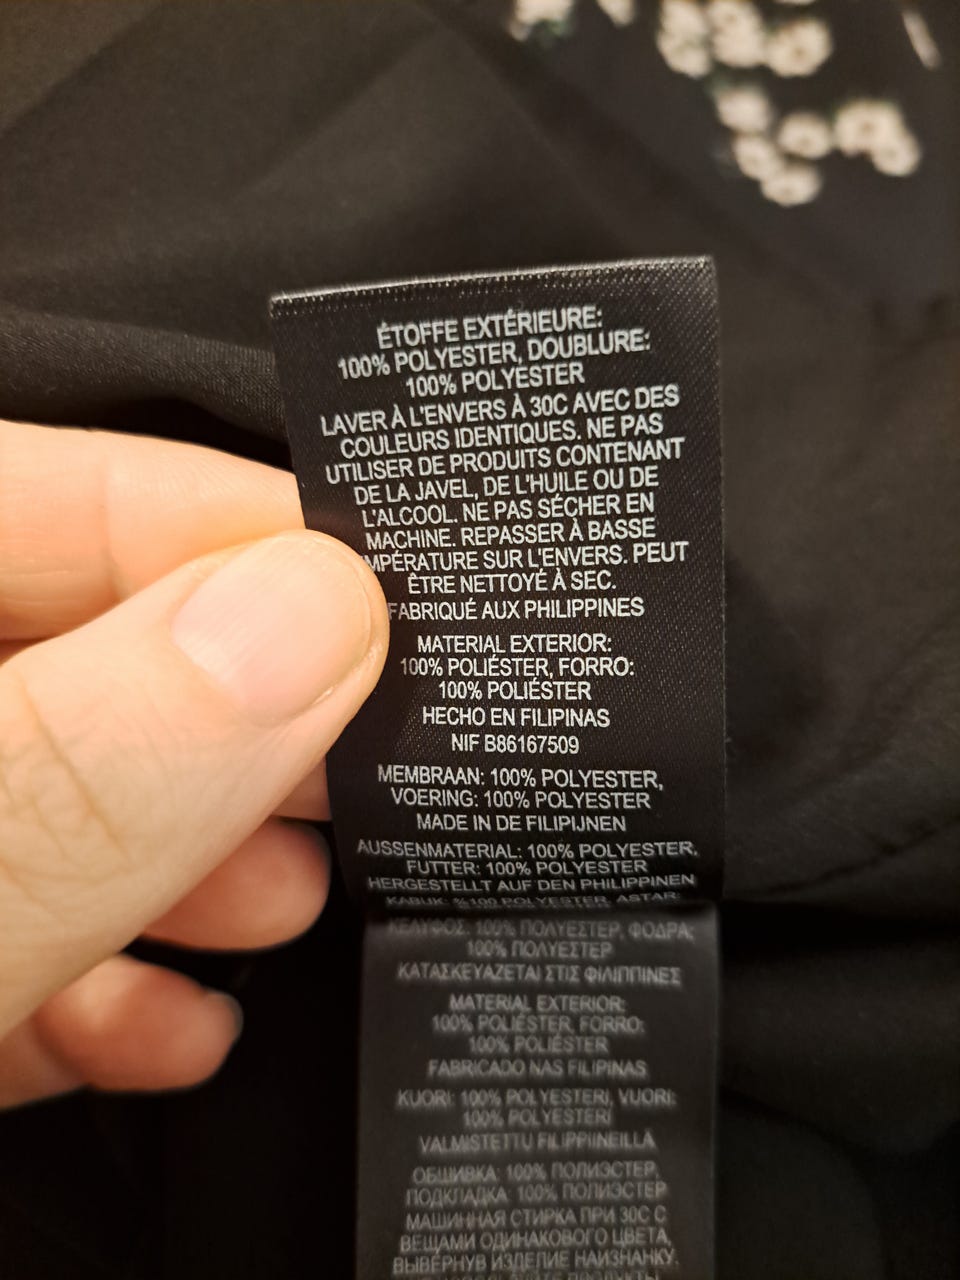 ÉTOFFE EXTÉRIEURE:
100% POLYESTER, DOUBLURE:
100% POLYESTER
LAVER À L'ENVERS À 30C AVEC DES
COULEURS IDENTIQUES. NE PAS
UTILISER DE PRODUITS CONTENANT
DE LA JAVEL, DE L'HUILE OU DE
L'ALCOOL. NE PAS SÉCHER EN
MACHINE. REPASSER À BASSE
MPÉRATURE SUR L'ENVERS. PEUT
ÊTRE NETTOYÉ À SEC.
FABRIQUÉ AUX PHILIPPINES
MATERIAL EXTERIOR:
100% POLIÉSTER, FORRO:
100% POLIÉSTER
HECHO EN FILIPINAS
NIF B86167509
MEMBRAAN: 100% POLYESTER,
VOERING: 100% POLYESTER
MADE IN DE FILIPIJNEN
AUSSENMATERIAL: 100% POLYESTER,
FUTTER: 100% POLYESTER
HERGESTELLT AUF DEN PHILIPPINEN
KABUK: %100 POLYESTER, ASTAR:
ΚΕΛΥΦΟΣ: 100% ΠΟΛΥΕΣΤΕΡ, ΦΟΔΡΑ:
100% ΠΟΛΥΕΣΤΕΡ
ΚΑΤΑΣΚΕΥΑΖΕΤΑΙ ΣΤΙΣ ΦΙΛΙΠΠΙΝΕΣ
MATERIAL EXTERIOR:
100% POLIÉSTER, FORRO:
100% POLIÉSTER
FABRICADO NAS FILIPINAS
KUORI: 100% POLYESTERI, VUORI:
100% POLYESTERI
VALMISTETTU FILIPPIINEILLÄ
ОБШИВКА: 100% ПОЛИЭСТЕР,
ПОДКЛАДКА: 100% ПОЛИЭСТЕР
МАШИННАЯ СТИРКА ПРИ 30С С
ВЕЩАМИ ОДИНАКОВОГО ЦВЕТА,
ВЫВЕРНУВ ИЗДЕЛИЕ НАИЗНАНКУ.